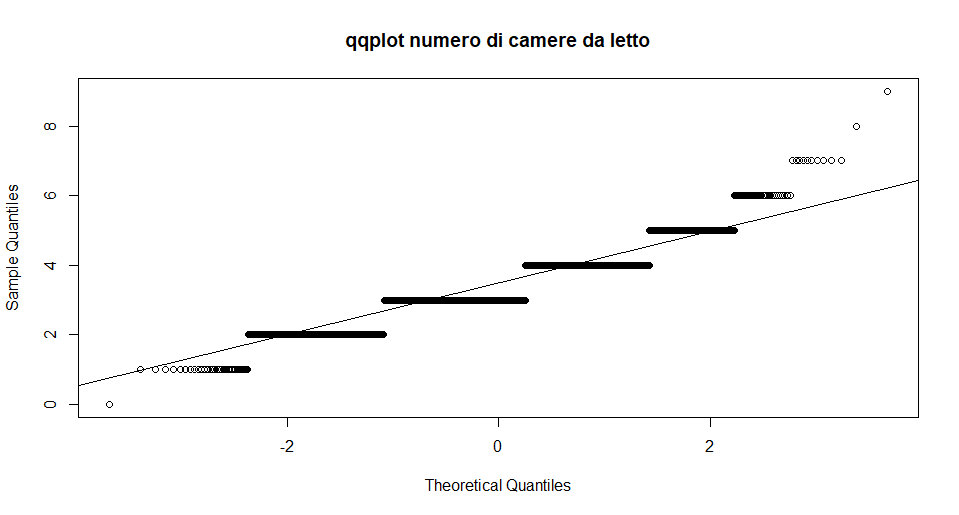 qqplot numero di camere da letto
Sample Quantiles
8
6
4
2
0
-2
0
2
Theoretical Quantiles